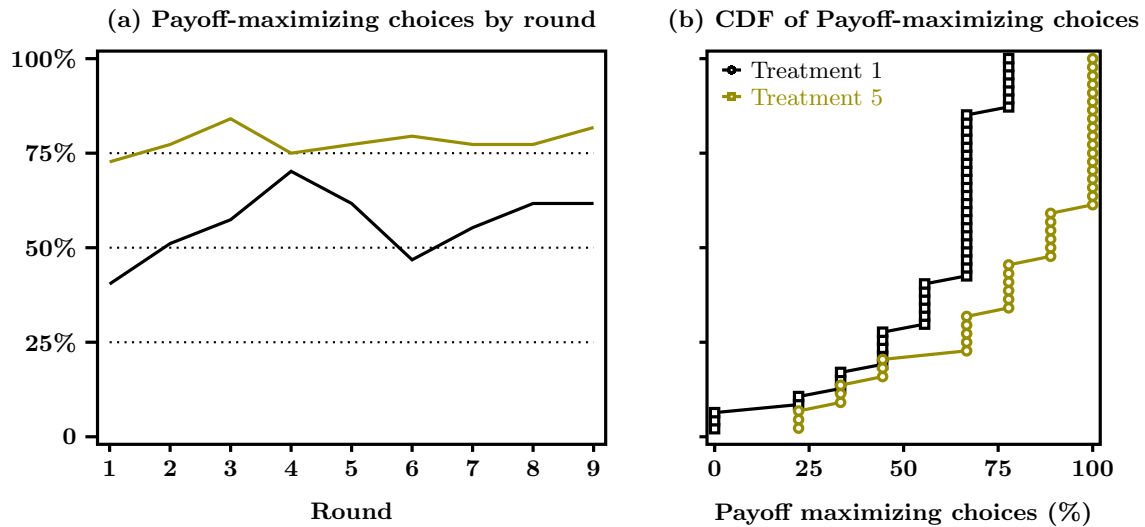 (a) Payoff-maximizing choices by round
100%
75%
50%
25%
0
1 2 3 4 5 6 7 8 9
Round
(b) CDF of Payoff-maximizing choices
Treatment 1
Treatment 5
0 25 50 75 100
Payoff maximizing choices (%)